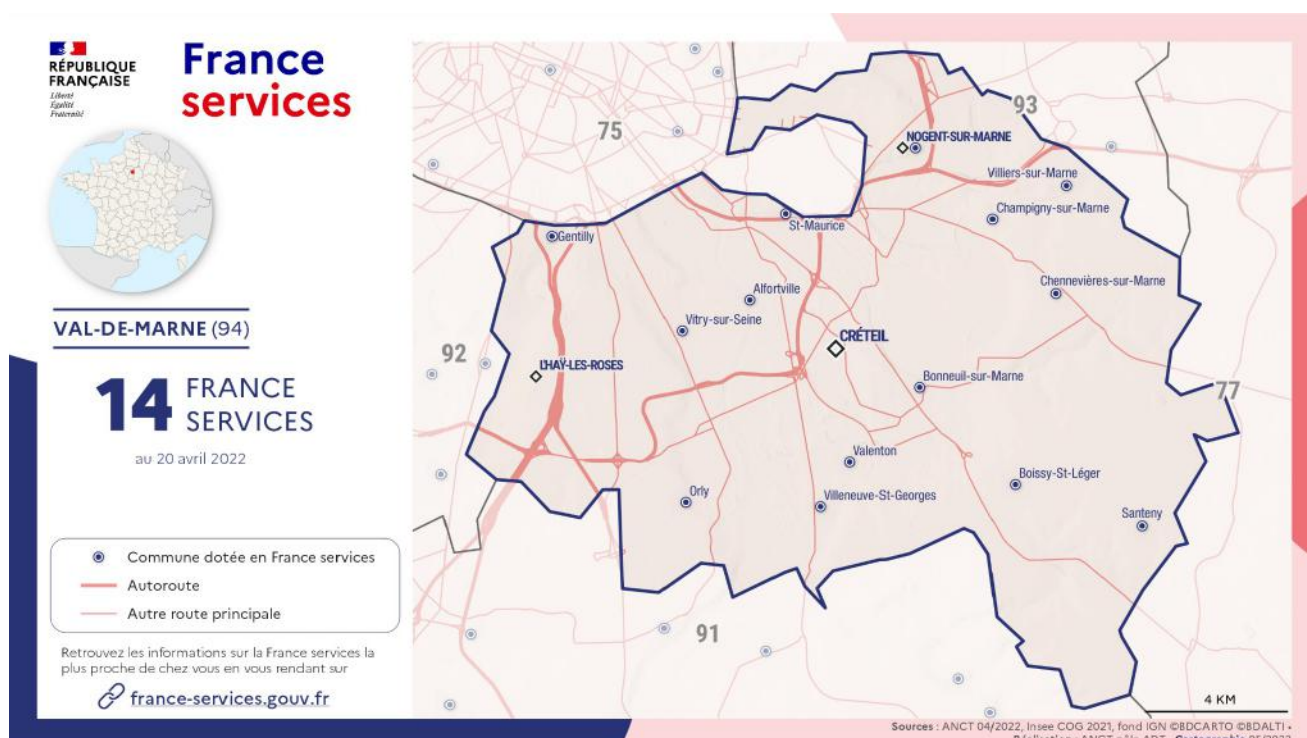 RÉPUBLIQUE
FRANÇAISE
Liberté
Égalité
Fraternité
France
services
VAL-DE-MARNE (94)
14 FRANCE
SERVICES
au 20 avril 2022
Commune dotée en France services
Autoroute
Autre route principale
Retrouvez les informations sur la France services la
plus proche de chez vous en vous rendant sur
france-services.gouv.fr
75
93
NOGENT-SUR-MARNE
Villiers-sur-Marne
Champigny-sur-Marne
St-Maurice
Gentilly
Chennevières-sur-Marne
Alfortville
Vitry-sur-Seine
CRÉTEIL
92
L'HAŸ-LES-ROSES
Bonneuil-sur-Marne
77
Valenton
Boissy-St-Léger
Orly
Villeneuve-St-Georges
Santeny
91
4 KM
Sources : ANCT 04/2022, Insee COG 2021, fond IGN ©BDCARTO ©BDALTI •